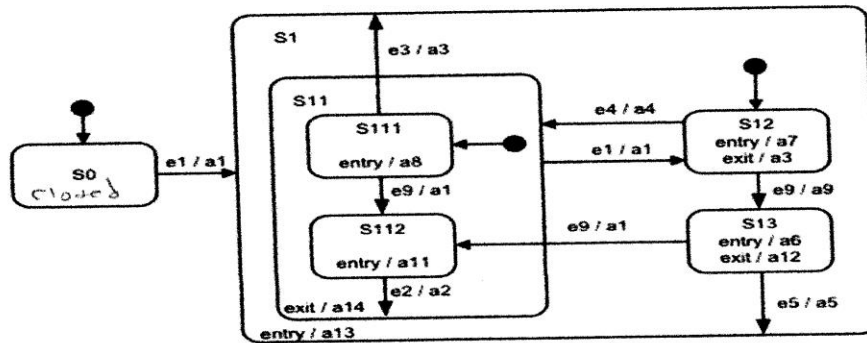 S1
e3 / a3
S11
S111
entry / a8
e4 / a4
S12
entry / a7
exit / a3
S0
closed
e1 / a1
e1 / a1
e9 / a1
e9 / a9
S112
entry / a11
e9 / a1
S13
entry / a6
exit / a12
e2 / a2
exit / a14
e5 / a5
entry / a13